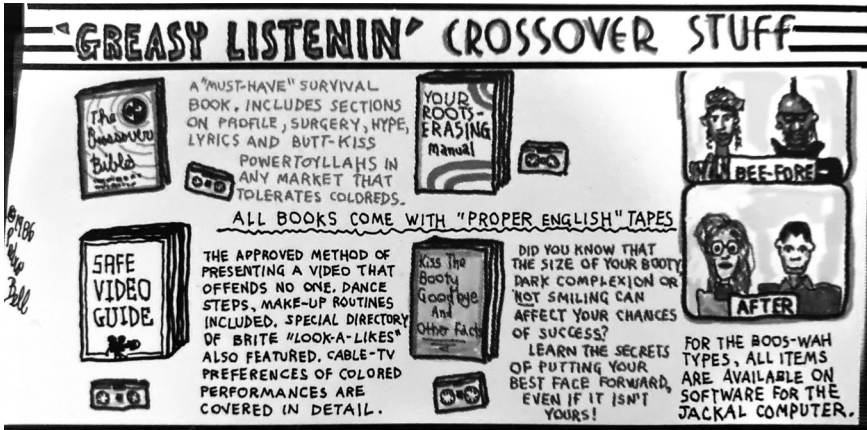 "GREASY LISTENIN" CROSSOVER STUFF
The
Crossover
Bible
A "MUST-HAVE" SURVIVAL
BOOK. INCLUDES SECTIONS
ON PROFILE, SURGERY, HYPE,
LYRICS AND BUTT-KISS
POWERTOYLLAHS IN
ANY MARKET THAT
TOLERATES COLOREDS.
YOUR
ROOTS-
ERASING
Manual
BEE-FORE
AFTER
ALL BOOKS COME WITH "PROPER ENGLISH" TAPES
©1986
Pedro
Bell
SAFE
VIDEO
GUIDE
THE APPROVED METHOD OF
PRESENTING A VIDEO THAT
OFFENDS NO ONE. DANCE
STEPS, MAKE-UP ROUTINES
INCLUDED. SPECIAL DIRECTORY
OF BRITE "LOOK-A-LIKES"
ALSO FEATURED. CABLE-TV
PREFERENCES OF COLORED
PERFORMANCES ARE
COVERED IN DETAIL.
Kiss The
Booty
Goodbye
And
Other Facts
DID YOU KNOW THAT
THE SIZE OF YOUR BOOTY,
DARK COMPLEXION OR
NOT SMILING CAN
AFFECT YOUR CHANCES
OF SUCCESS?
LEARN THE SECRETS
OF PUTTING YOUR
BEST FACE FORWARD,
EVEN IF IT ISN'T
YOURS!
FOR THE BOOS-WAH
TYPES, ALL ITEMS
ARE AVAILABLE ON
SOFTWARE FOR THE
JACKAL COMPUTER.